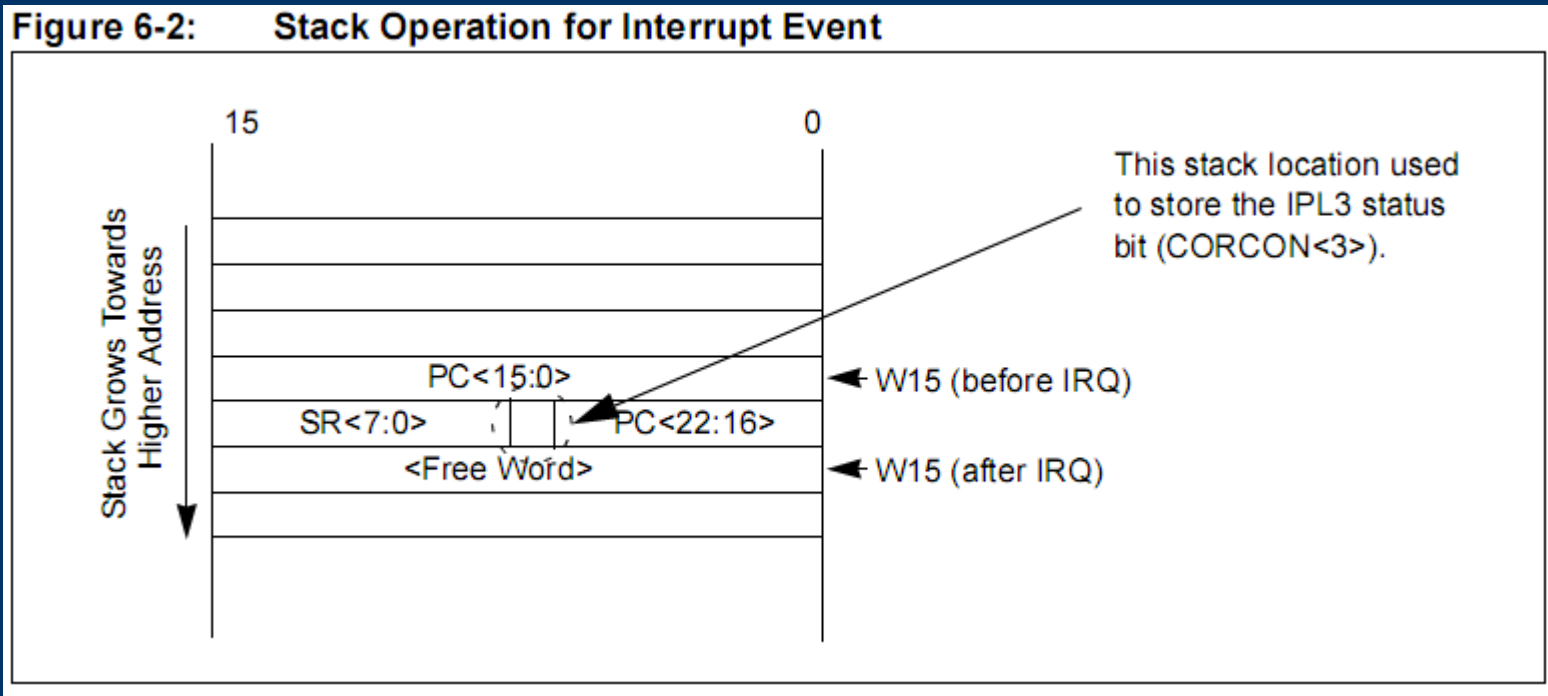 Figure 6-2: Stack Operation for Interrupt Event
15 0
This stack location used
to store the IPL3 status
bit (CORCON<3>).
Stack Grows Towards
Higher Address
PC<15:0>
W15 (before IRQ)
SR<7:0> PC<22:16>
<Free Word>
W15 (after IRQ)